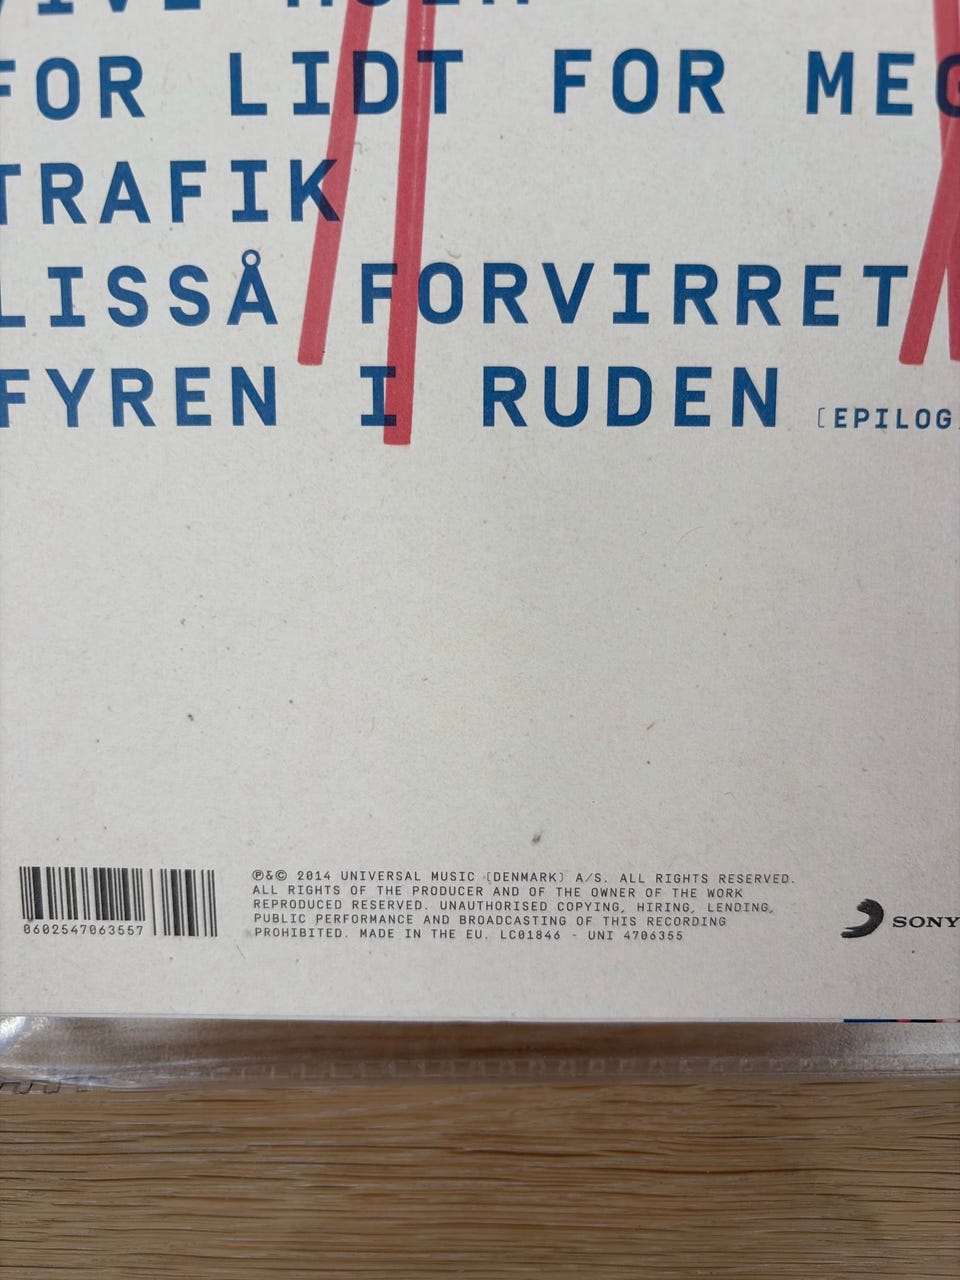 FOR LIDT FOR MEG
TRAFIK
LISSÅ FORVIRRET
FYREN I RUDEN [EPILOG]
0602547063557
℗&© 2014 UNIVERSAL MUSIC (DENMARK) A/S. ALL RIGHTS RESERVED.
ALL RIGHTS OF THE PRODUCER AND OF THE OWNER OF THE WORK
REPRODUCED RESERVED. UNAUTHORISED COPYING, HIRING, LENDING,
PUBLIC PERFORMANCE AND BROADCASTING OF THIS RECORDING
PROHIBITED. MADE IN THE EU. LC01846 - UNI 4706355
SONY